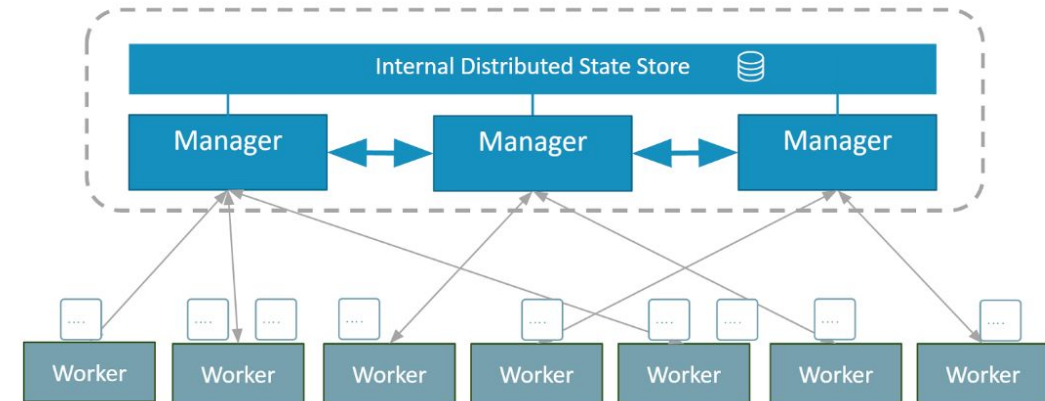 Internal Distributed State Store
Manager
Manager
Manager
....
....
....
....
....
....
....
....
....
Worker
Worker
Worker
Worker
Worker
Worker
Worker